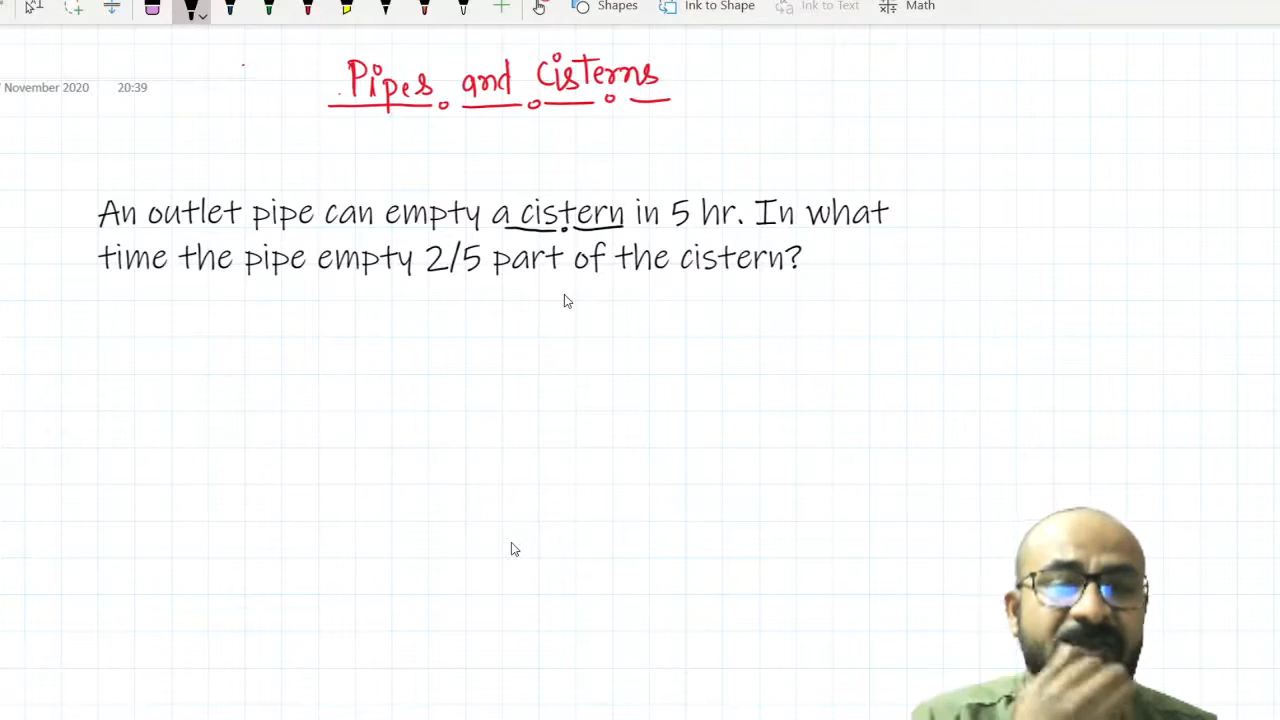 Shapes Ink to Shape Ink to Text Math
November 2020 20:39
Pipes and Cisterns
An outlet pipe can empty a cistern in 5 hr. In what
time the pipe empty 2/5 part of the cistern?